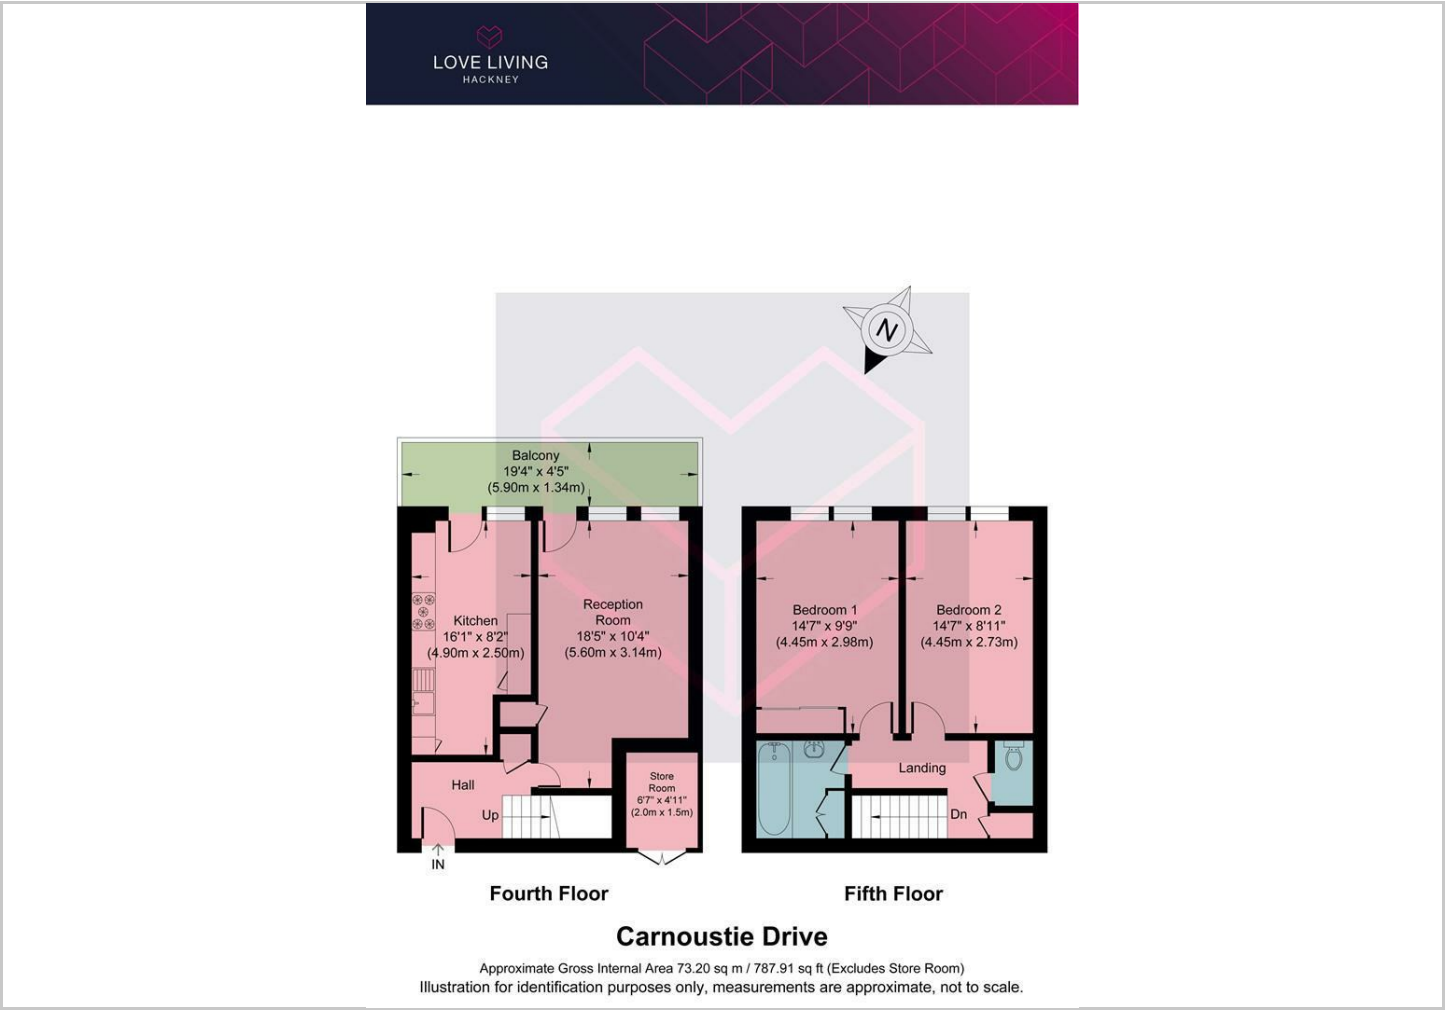 LOVE LIVING
HACKNEY
N
Balcony
19'4" x 4'5"
(5.90m x 1.34m)
Kitchen
16'1" x 8'2"
(4.90m x 2.50m)
Reception
Room
18'5" x 10'4"
(5.60m x 3.14m)
Hall
Up
IN
Store
Room
6'7" x 4'11"
(2.0m x 1.5m)
Bedroom 1
14'7" x 9'9"
(4.45m x 2.98m)
Bedroom 2
14'7" x 8'11"
(4.45m x 2.73m)
Landing
Dn
Fourth Floor
Fifth Floor
Carnoustie Drive
Approximate Gross Internal Area 73.20 sq m / 787.91 sq ft (Excludes Store Room)
Illustration for identification purposes only, measurements are approximate, not to scale.